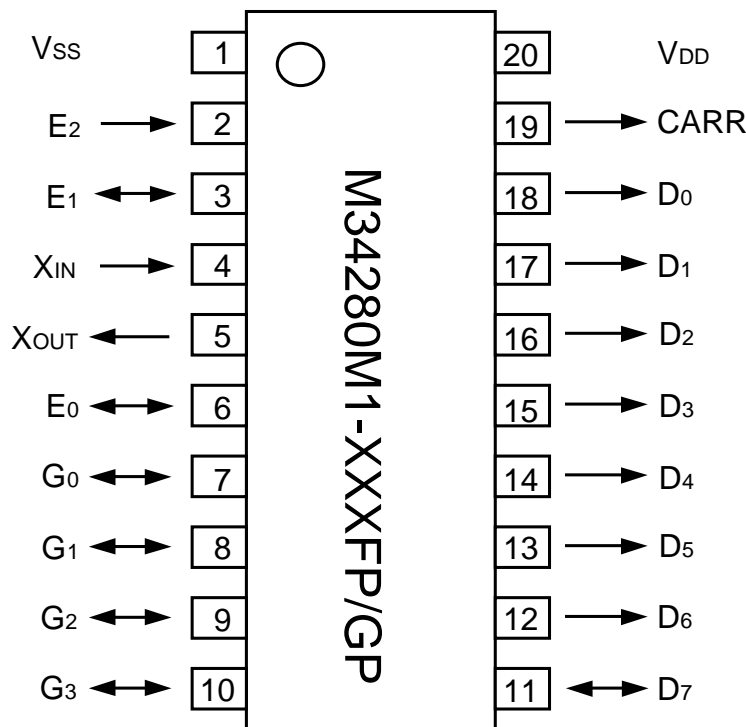 VSS 1 20 VDD
E2 2 19 CARR
E1 3 18 D0
XIN 4 17 D1
XOUT 5 16 D2
E0 6 15 D3
G0 7 14 D4
G1 8 13 D5
G2 9 12 D6
G3 10 11 D7
M34280M1-XXXFP/GP